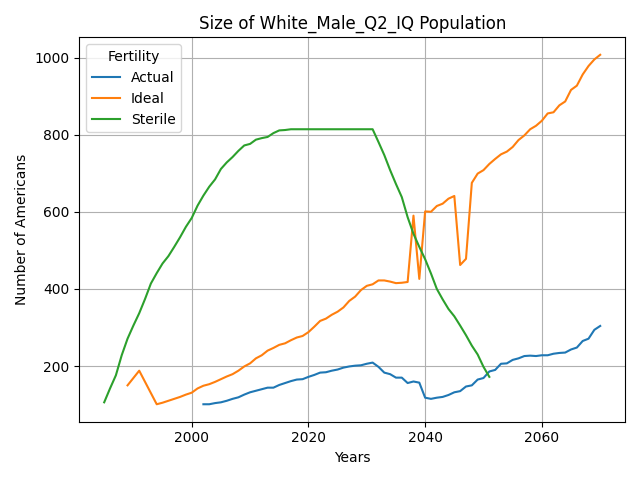 Size of White_Male_Q2_IQ Population
Fertility
Actual
Ideal
Sterile
Number of Americans
1000
800
600
400
200
2000
2020
2040
2060
Years